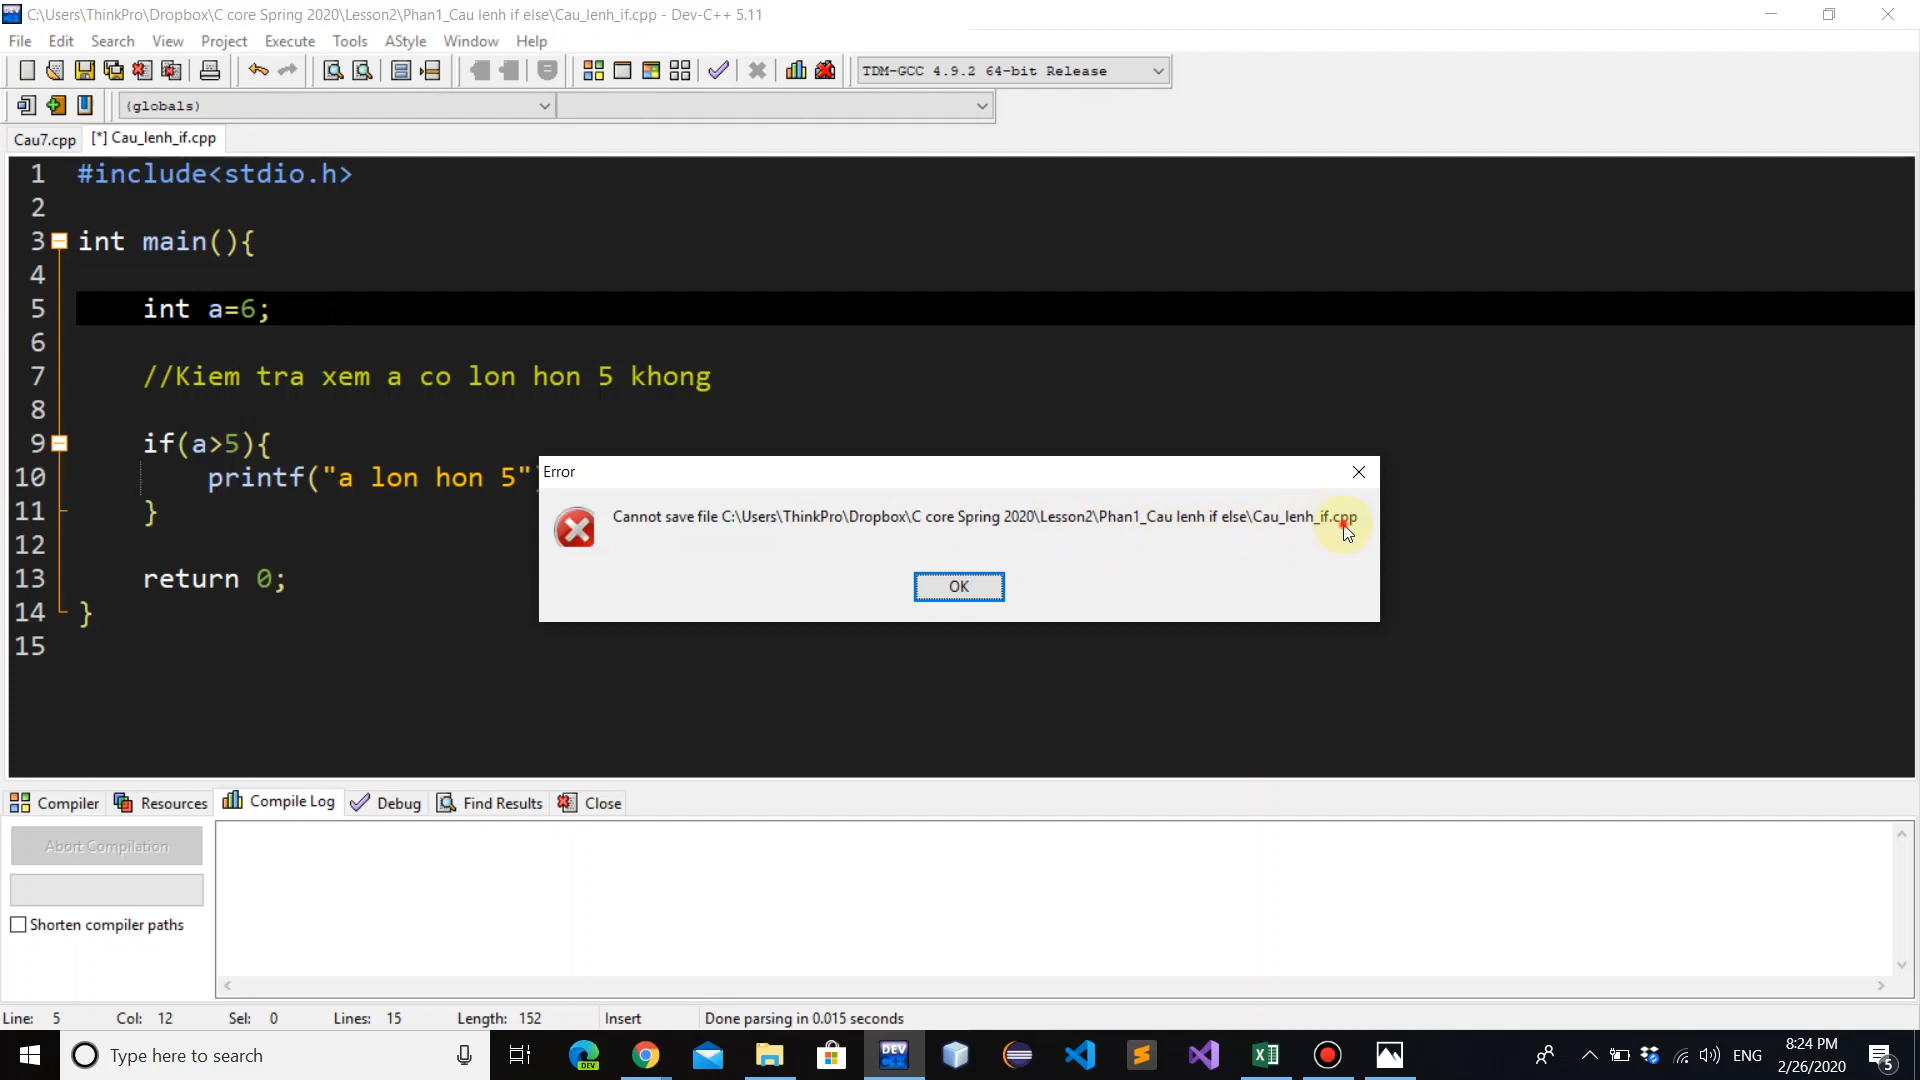 C:\Users\ThinkPro\Dropbox\C core Spring 2020\Lesson2\Phan1_Cau lenh if else\Cau_lenh_if.cpp - Dev-C++ 5.11
File Edit Search View Project Execute Tools AStyle Window Help
TDM-GCC 4.9.2 64-bit Release
(globals)
Cau7.cpp [*] Cau_lenh_if.cpp
1 #include<stdio.h>
2
3 int main(){
4
5 int a=6;
6
7 //Kiem tra xem a co lon hon 5 khong
8
9 if(a>5){
10 printf("a lon hon 5"
11 }
12
13 return 0;
14 }
15
Error
Cannot save file C:\Users\ThinkPro\Dropbox\C core Spring 2020\Lesson2\Phan1_Cau lenh if else\Cau_lenh_if.cpp
OK
Compiler Resources Compile Log Debug Find Results Close
Abort Compilation
Shorten compiler paths
Line: 5 Col: 12 Sel: 0 Lines: 15 Length: 152 Insert Done parsing in 0.015 seconds
Type here to search
DEV
DEV
ENG
8:24 PM
2/26/2020
5